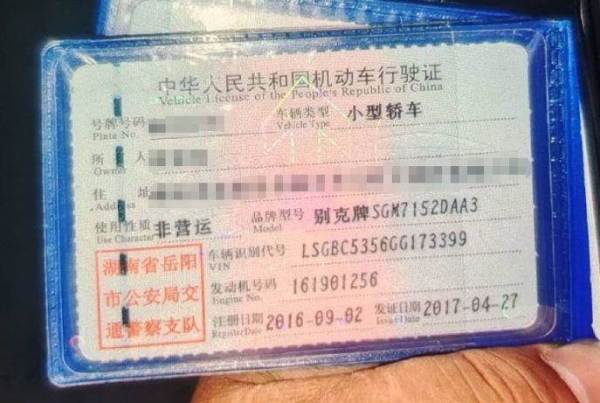 中华人民共和国机动车行驶证
Vehicle License of the People's Republic of China
号牌号码 车辆类型 小型轿车
Plate No. Vehicle Type
所有人
Owner
住址
使用性质 非营运 品牌型号 别克牌SGM7152DAA3
Use Character Model
湖南省岳阳
市公安局交
通警察支队
车辆识别代号 LSGBC5356GG173399
VIN
发动机号码 161901256
Engine No.
注册日期 2016-09-02 发证日期 2017-04-27
Register Date Issue Date